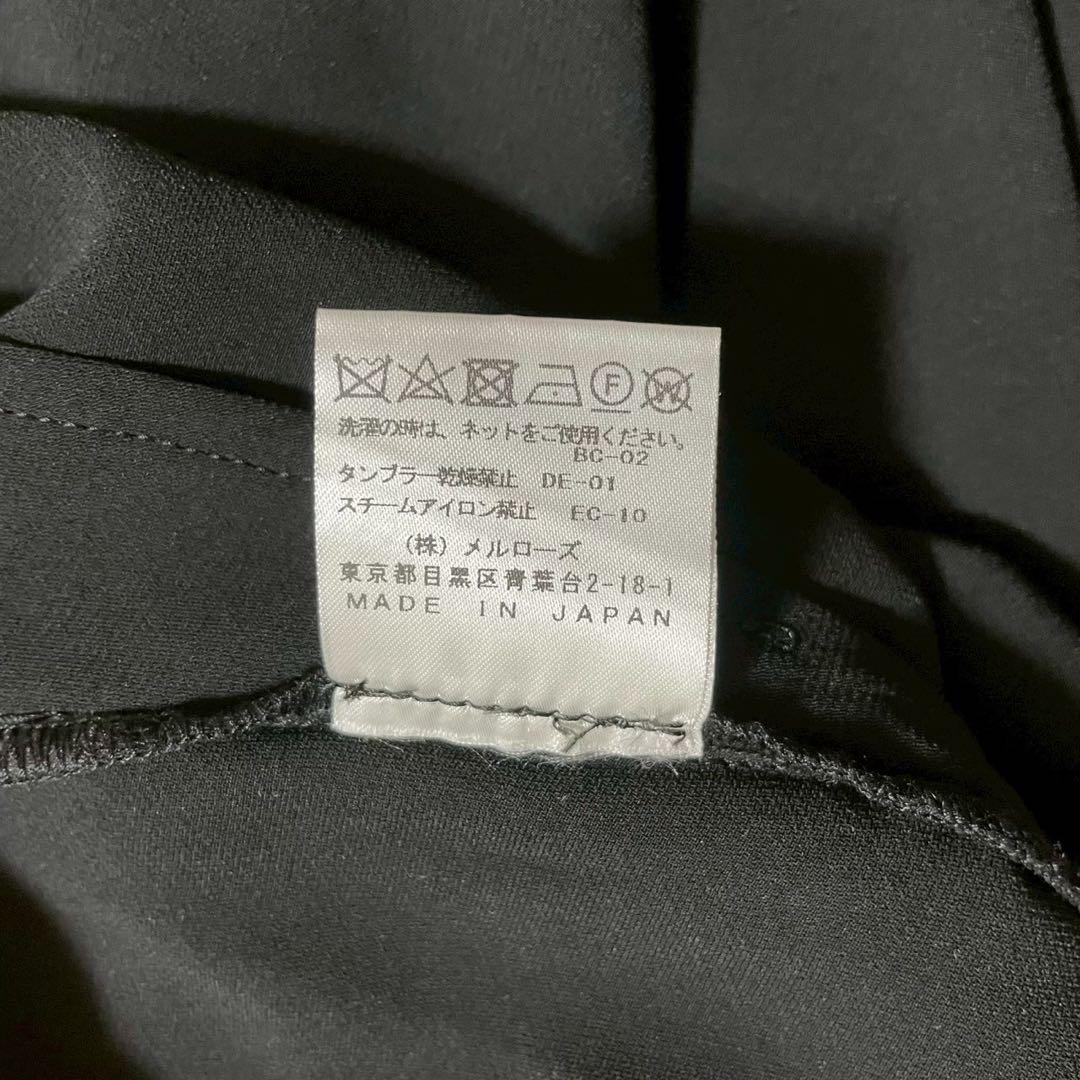 F W
洗濯の時は、ネットをご使用ください。
BC-02
タンブラー乾燥禁止 DE-01
スチームアイロン禁止 EC-10
(株)メルローズ
東京都目黒区青葉台2-18-1
MADE IN JAPAN